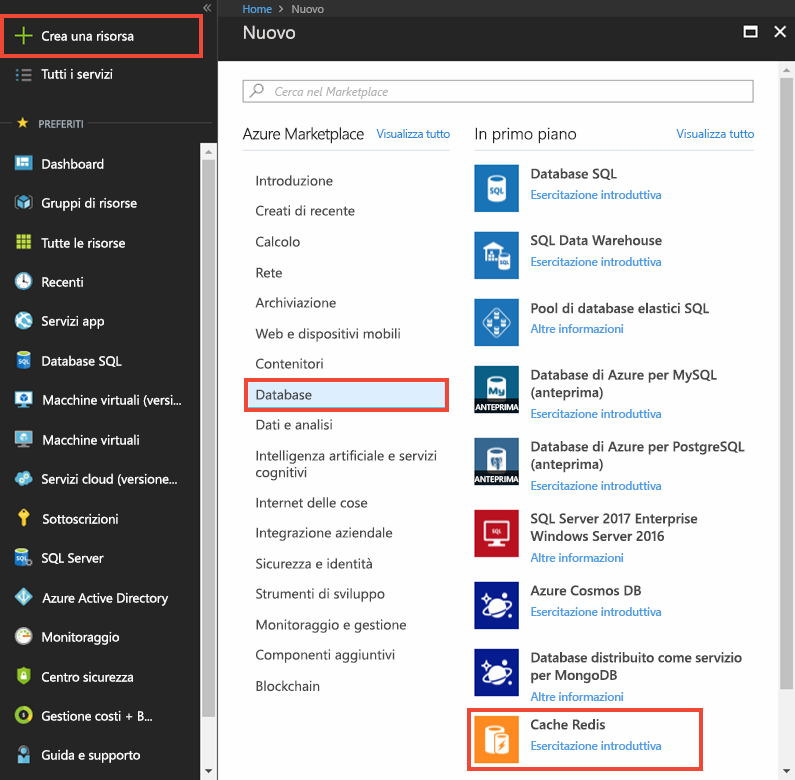 Crea una risorsa
Tutti i servizi
PREFERITI
Dashboard
Gruppi di risorse
Tutte le risorse
Recenti
Servizi app
Database SQL
Macchine virtuali (versi...
Macchine virtuali
Servizi cloud (versione...
Sottoscrizioni
SQL Server
Azure Active Directory
Monitoraggio
Centro sicurezza
Gestione costi + B...
Guida e supporto
Home > Nuovo
Nuovo
Cerca nel Marketplace
Azure Marketplace Visualizza tutto
Introduzione
Creati di recente
Calcolo
Rete
Archiviazione
Web e dispositivi mobili
Contenitori
Database
Dati e analisi
Intelligenza artificiale e servizi
cognitivi
Internet delle cose
Integrazione aziendale
Sicurezza e identità
Strumenti di sviluppo
Monitoraggio e gestione
Componenti aggiuntivi
Blockchain
In primo piano Visualizza tutto
SQL
Database SQL
Esercitazione introduttiva
SQL
SQL Data Warehouse
Esercitazione introduttiva
Pool di database elastici SQL
Altre informazioni
My
ANTEPRIMA
Database di Azure per MySQL
(anteprima)
Esercitazione introduttiva
ANTEPRIMA
Database di Azure per PostgreSQL
(anteprima)
Esercitazione introduttiva
SQL
SQL Server 2017 Enterprise
Windows Server 2016
Altre informazioni
Azure Cosmos DB
Esercitazione introduttiva
Database distribuito come servizio
per MongoDB
Altre informazioni
Cache Redis
Esercitazione introduttiva